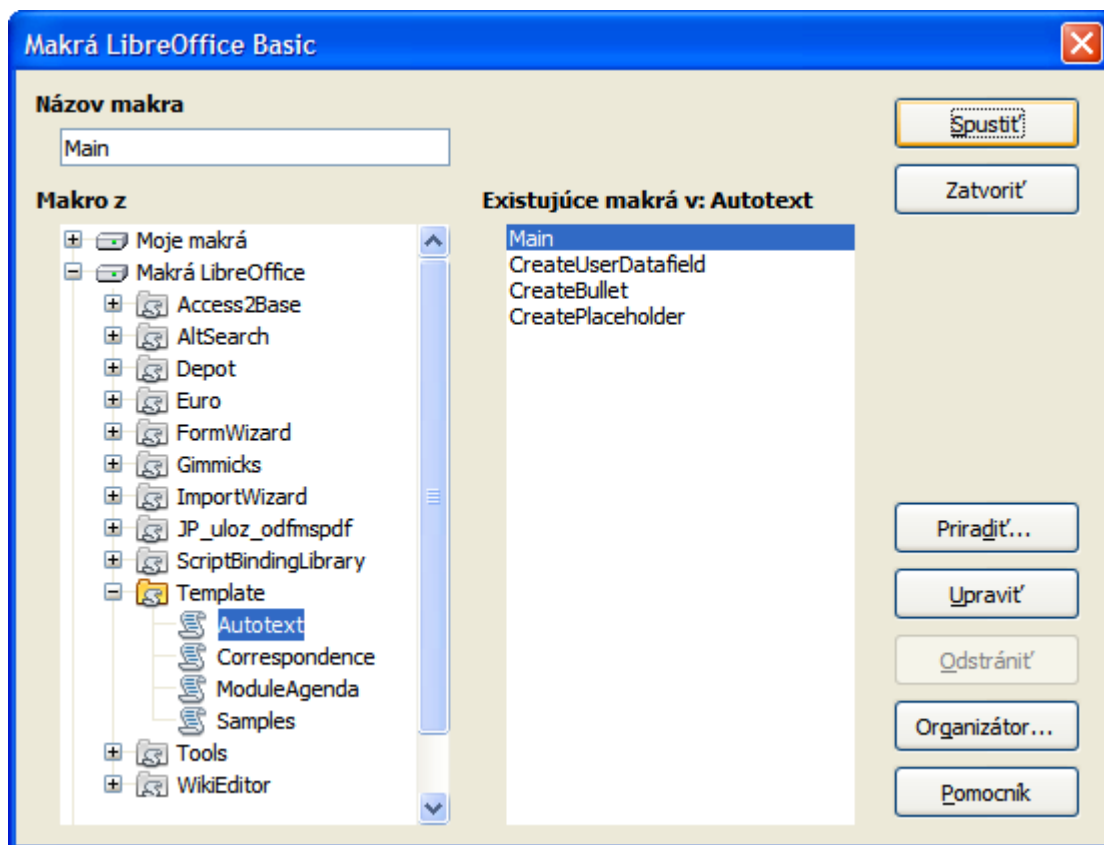 Makrá LibreOffice Basic
Názov makra
Main
Makro z
Moje makrá
Makrá LibreOffice
Access2Base
AltSearch
Depot
Euro
FormWizard
Gimmicks
ImportWizard
JP_uloz_odfmspdf
ScriptBindingLibrary
Template
Autotext
Correspondence
ModuleAgenda
Samples
Tools
WikiEditor
Existujúce makrá v: Autotext
Main
CreateUserDatafield
CreateBullet
CreatePlaceholder
Spustiť
Zatvoriť
Priradiť...
Upraviť
Odstrániť
Organizátor...
Pomocník